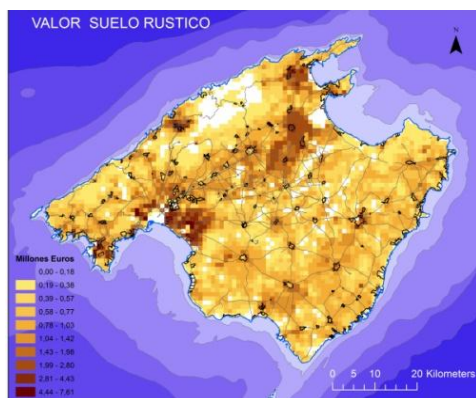 VALOR SUELO RUSTICO
N
Millones Euros
0,00 - 0,18
0,19 - 0,38
0,39 - 0,57
0,58 - 0,77
0,78 - 1,03
1,04 - 1,42
1,43 - 1,98
1,99 - 2,80
2,81 - 4,43
4,44 - 7,61
0 5 10 20 Kilometers